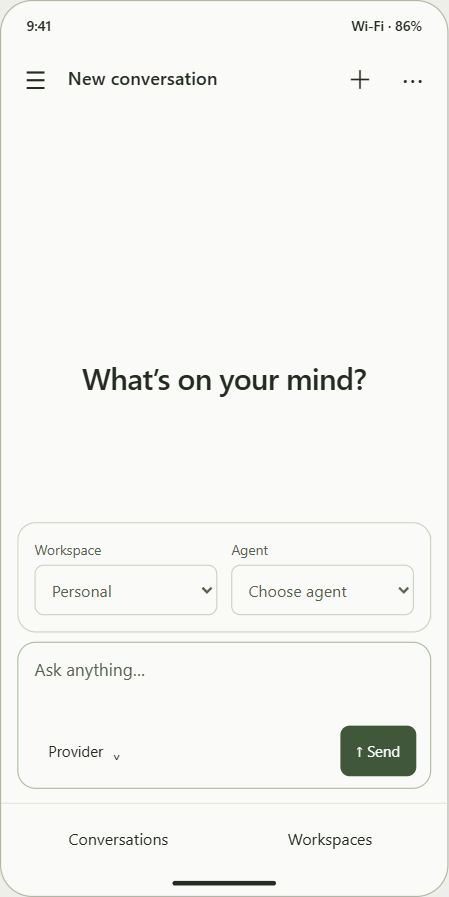 9:41 Wi-Fi · 86%
☰ New conversation + ...
What's on your mind?
Workspace Agent
Personal Choose agent
Ask anything...
Provider ↑ Send
Conversations Workspaces